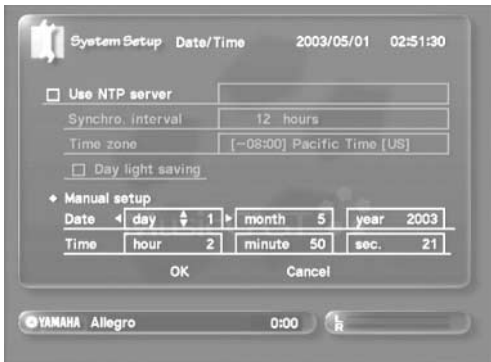 System Setup Date/Time 2003/05/01 02:51:30
Use NTP server
Synchro. interval 12 hours
Time zone [-08:00] Pacific Time [US]
Day light saving
Manual setup
Date day 1 month 5 year 2003
Time hour 2 minute 50 sec. 21
OK Cancel
YAMAHA Allegro 0:00 L
R